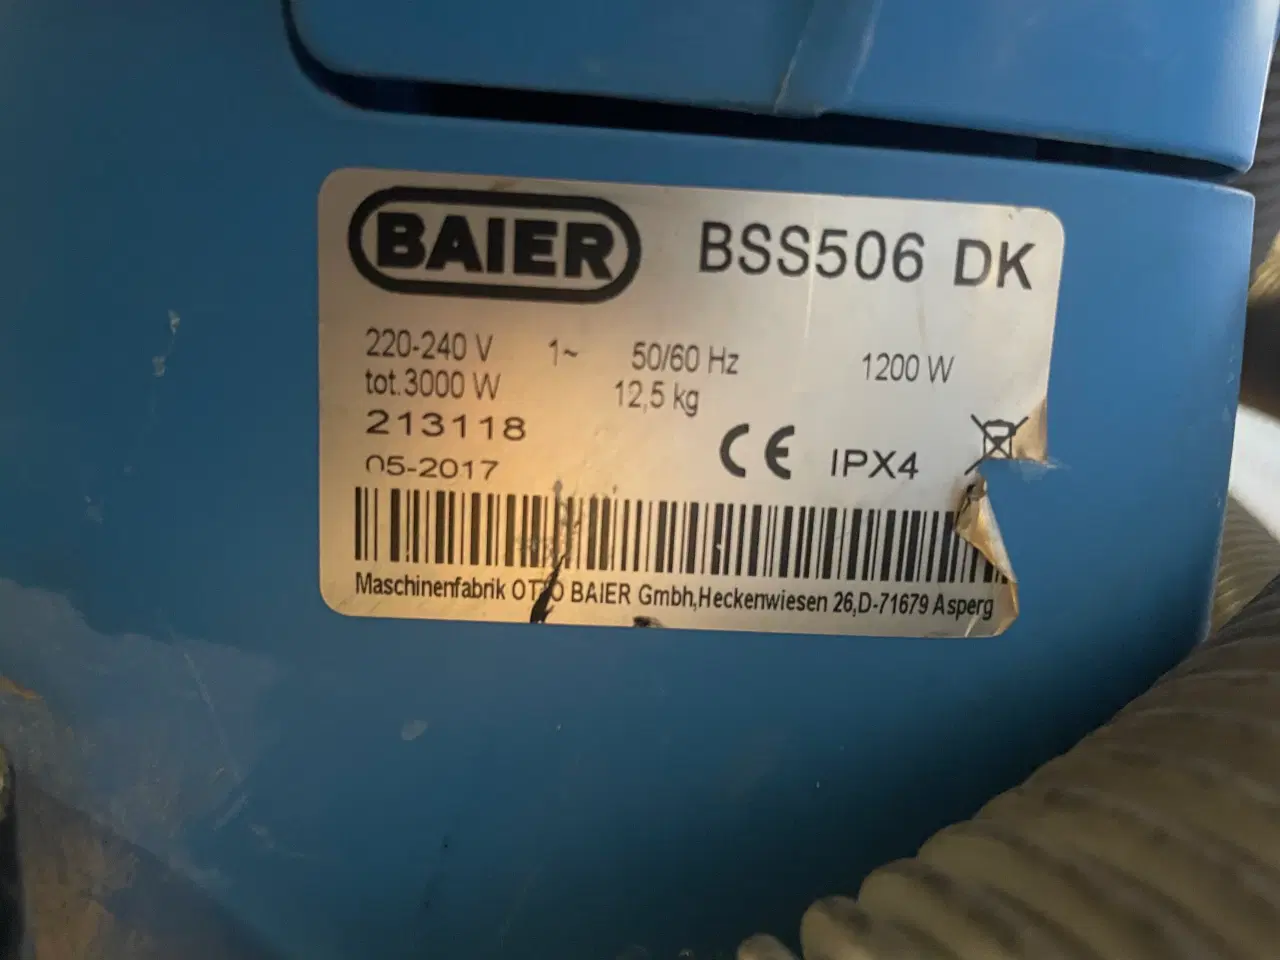 BAIER BSS506 DK
220-240 V 1~ 50/60 Hz 1200 W
tot.3000 W 12,5 kg
213118
05-2017 CE IPX4
Maschinenfabrik OTTO BAIER Gmbh,Heckenwiesen 26,D-71679 Asperg